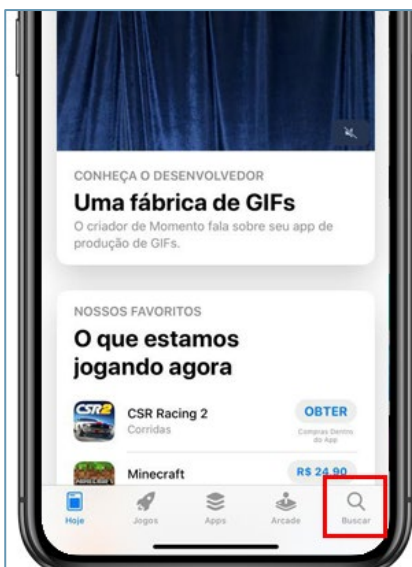 CONHEÇA O DESENVOLVEDOR
Uma fábrica de GIFs
O criador de Momento fala sobre seu app de
produção de GIFs.
NOSSOS FAVORITOS
O que estamos
jogando agora
CSR2
CSR Racing 2
Corridas
OBTER
Compras Dentro
do App
MINECRAFT
Minecraft
R$ 24,90
Hoje
Jogos
Apps
Arcade
Buscar